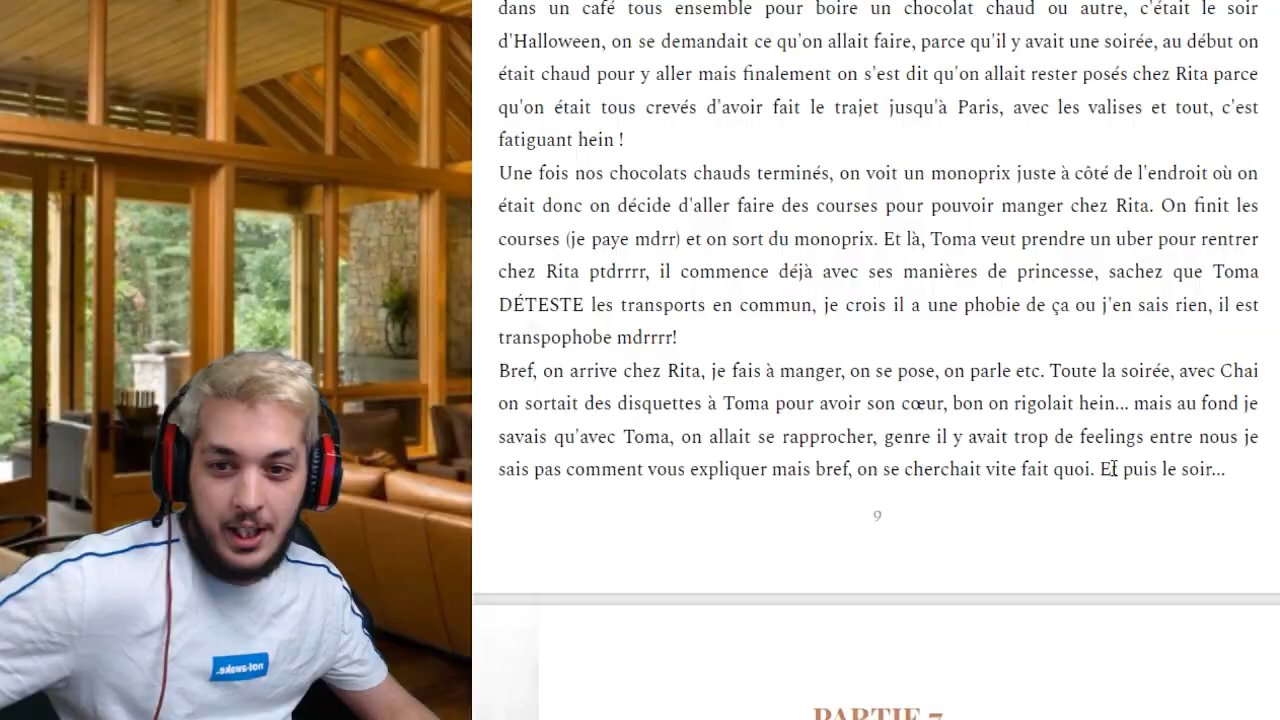 dans un café tous ensemble pour boire un chocolat chaud ou autre, c'était le soir
d'Halloween, on se demandait ce qu'on allait faire, parce qu'il y avait une soirée, au début on
était chaud pour y aller mais finalement on s'est dit qu'on allait rester posés chez Rita parce
qu'on était tous crevés d'avoir fait le trajet jusqu'à Paris, avec les valises et tout, c'est
fatiguant hein !
Une fois nos chocolats chauds terminés, on voit un monoprix juste à côté de l'endroit où on
était donc on décide d'aller faire des courses pour pouvoir manger chez Rita. On finit les
courses (je paye mdrr) et on sort du monoprix. Et là, Toma veut prendre un uber pour rentrer
chez Rita ptdrrrr, il commence déjà avec ses manières de princesse, sachez que Toma
DÉTESTE les transports en commun, je crois il a une phobie de ça ou j'en sais rien, il est
transpophobe mdrrrr!
Bref, on arrive chez Rita, je fais à manger, on se pose, on parle etc. Toute la soirée, avec Chai
on sortait des disquettes à Toma pour avoir son cœur, bon on rigolait hein... mais au fond je
savais qu'avec Toma, on allait se rapprocher, genre il y avait trop de feelings entre nous je
sais pas comment vous expliquer mais bref, on se cherchait vite fait quoi. Et puis le soir...
9
PARTIE 7
not-awake.